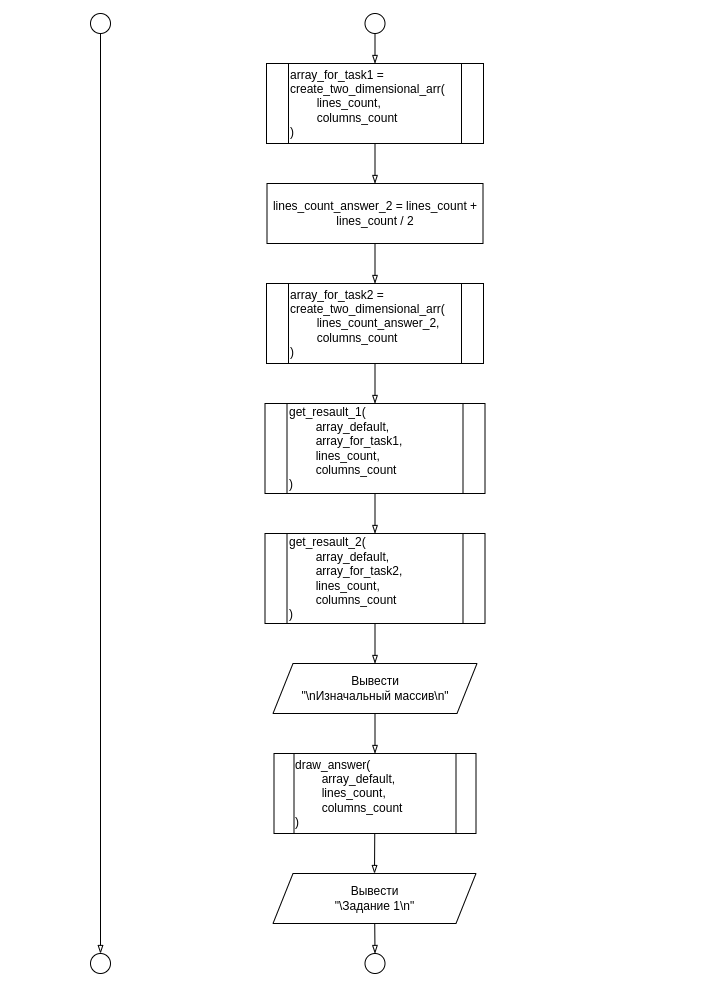 array_for_task1 =
create_two_dimensional_arr(
lines_count,
columns_count
)
lines_count_answer_2 = lines_count +
lines_count / 2
array_for_task2 =
create_two_dimensional_arr(
lines_count_answer_2,
columns_count
)
get_resault_1(
array_default,
array_for_task1,
lines_count,
columns_count
)
get_resault_2(
array_default,
array_for_task2,
lines_count,
columns_count
)
Вывести
"\nИзначальный массив\n"
draw_answer(
array_default,
lines_count,
columns_count
)
Вывести
"\Задание 1\n"